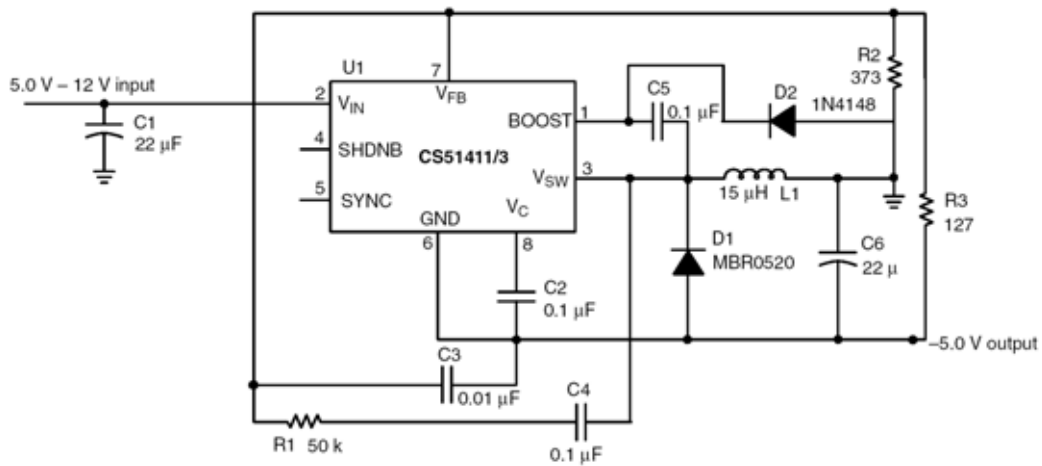 U1
7
V_FB
R2
373
5.0 V – 12 V input
2
V_IN
C5
0.1 µF
D2
1N4148
C1
22 µF
BOOST
1
4
SHDNB
CS51411/3
V_SW
3
15 µH L1
R3
127
5
SYNC
GND
V_C
6
8
D1
MBR0520
C6
22 µ
C2
0.1 µF
–5.0 V output
C3
0.01 µF
C4
R1 50 k
0.1 µF